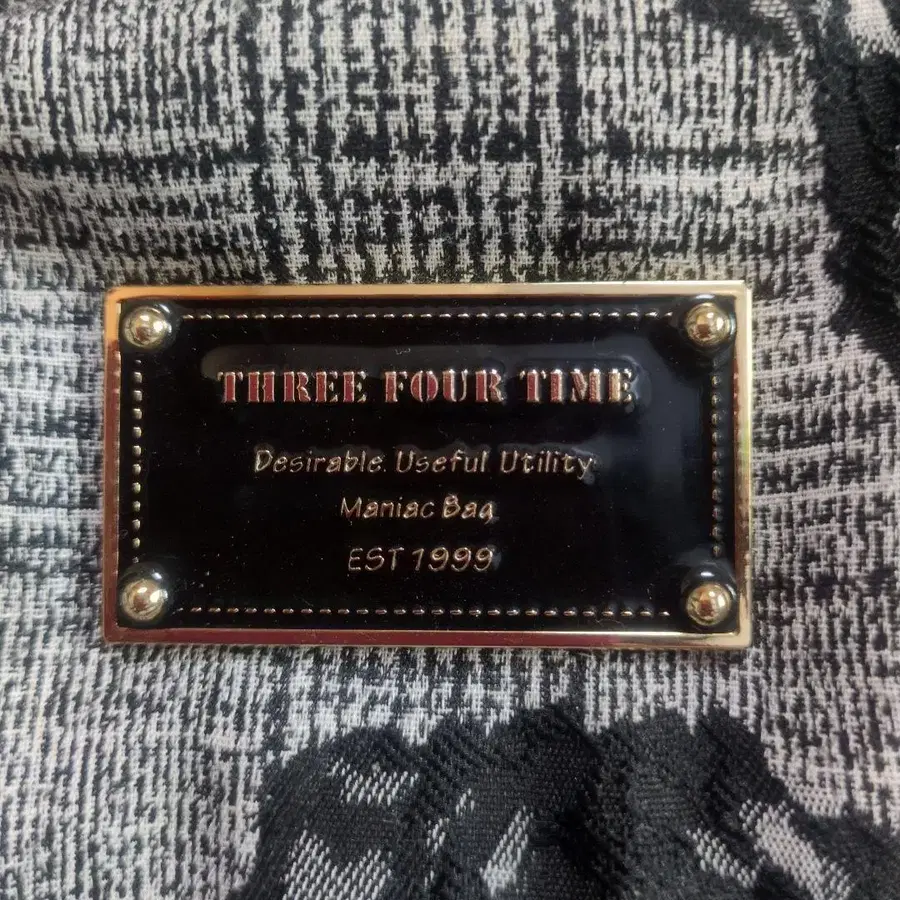 THREE FOUR TIME
Desirable. Useful Utility
Maniac Bag
EST 1999